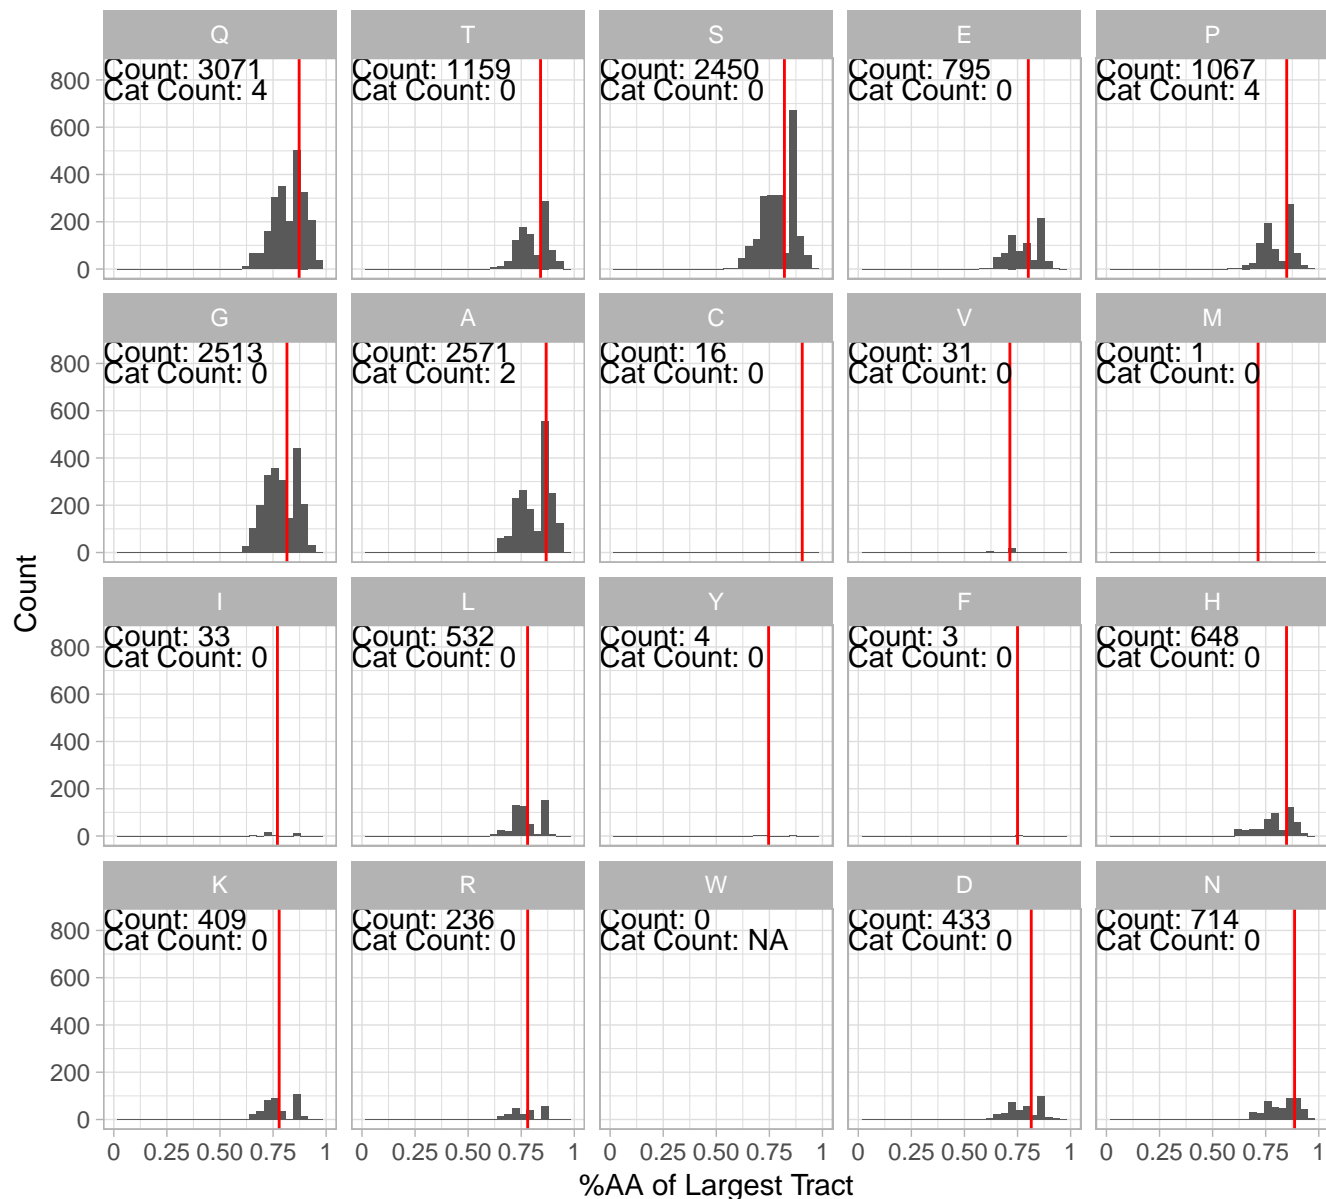 Q T S E P
Count: 3071 Count: 1159 Count: 2450 Count: 795 Count: 1067
Cat Count: 4 Cat Count: 0 Cat Count: 0 Cat Count: 0 Cat Count: 4
800
600
400
200
0
G A C V M
Count: 2513 Count: 2571 Count: 16 Count: 31 Count: 1
Cat Count: 0 Cat Count: 2 Cat Count: 0 Cat Count: 0 Cat Count: 0
800
600
400
200
0
Count
I L Y F H
Count: 33 Count: 532 Count: 4 Count: 3 Count: 648
Cat Count: 0 Cat Count: 0 Cat Count: 0 Cat Count: 0 Cat Count: 0
800
600
400
200
0
K R W D N
Count: 409 Count: 236 Count: 0 Count: 433 Count: 714
Cat Count: 0 Cat Count: 0 Cat Count: NA Cat Count: 0 Cat Count: 0
800
600
400
200
0
0 0.25 0.50 0.75 1 0 0.25 0.50 0.75 1 0 0.25 0.50 0.75 1 0 0.25 0.50 0.75 1 0 0.25 0.50 0.75 1
%AA of Largest Tract